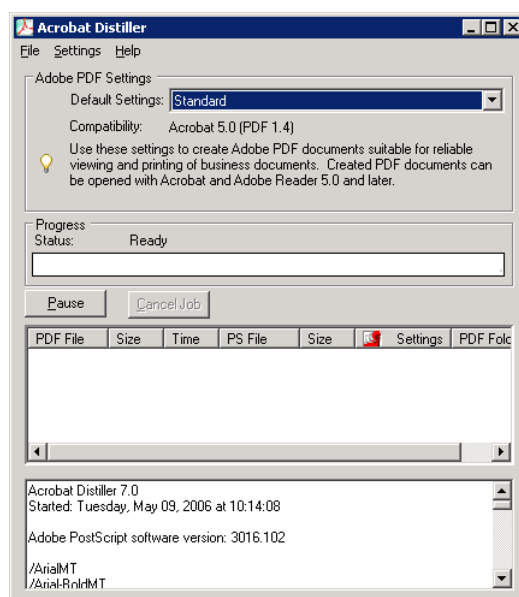 Acrobat Distiller
File Settings Help
Adobe PDF Settings
Default Settings: Standard
Compatibility: Acrobat 5.0 (PDF 1.4)
Use these settings to create Adobe PDF documents suitable for reliable
viewing and printing of business documents. Created PDF documents can
be opened with Acrobat and Adobe Reader 5.0 and later.
Progress
Status: Ready
Pause Cancel Job
PDF File Size Time PS File Size Settings PDF Folc
Acrobat Distiller 7.0
Started: Tuesday, May 09, 2006 at 10:14:08
Adobe PostScript software version: 3016.102
/ArialMT
/Arial-BoldMT